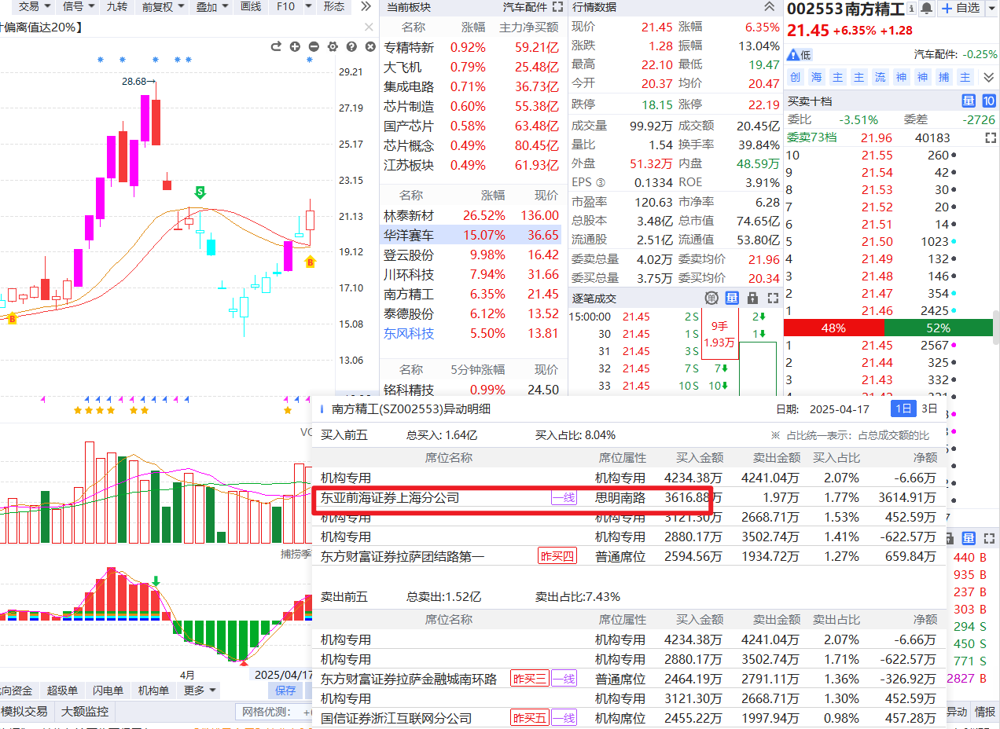 交易 信号 九转 前复权 叠加 画线 F10 形态
偏离值达20%】
28.68→
29.21
27.19
25.17
23.15
21.13
19.12
17.10
15.08
13.06
S
B
B
捕捞季
4月
2025/04/17
向资金 超级单 闪电单 机构单 更多 保存
模拟交易 大额监控 网格优测:
当前板块 汽车配件
名称 涨幅 主力净买额
专精特新 0.92% 59.21亿
大飞机 0.79% 25.48亿
集成电路 0.71% 36.73亿
芯片制造 0.60% 55.38亿
国产芯片 0.58% 63.48亿
芯片概念 0.49% 80.45亿
江苏板块 0.49% 61.93亿
名称 涨幅 现价
林泰新材 26.52% 136.00
华洋赛车 15.07% 36.65
登云股份 9.98% 16.42
川环科技 7.94% 31.66
南方精工 6.35% 21.45
泰德股份 6.12% 13.52
东风科技 5.50% 13.81
名称 5分钟涨幅 现价
铭科精技 0.99% 24.50
行情数据
现价 21.45 涨幅 6.35%
涨跌 1.28 振幅 13.04%
最高 22.10 最低 19.47
今开 20.37 均价 20.47
跌停 18.15 涨停 22.19
成交量 99.92万 成交额 20.45亿
量比 1.54 换手率 39.84%
外盘 51.32万 内盘 48.59万
EPS ③ 0.1334 ROE 3.91%
市盈率 120.63 市净率 6.28
总股本 3.48亿 总市值 74.65亿
流通股 2.51亿 流通值 53.80亿
委卖总量 4.02万 委卖均价 21.96
委买总量 3.75万 委买均价 20.34
逐笔成交 单 量
15:00:00 21.45 2 S
30 21.45 1 S
31 21.45 3 S
32 21.45 7 S
33 21.45 10 S
9手
1.93万
7
10
2
1
002553 南方精工 自选
21.45 +6.35% +1.28
低 汽车配件: -0.25%
创 海 主 主 流 神 神 捕 主
买卖十档 量 10
委比 -3.51% 委差 -2726
委卖73档 21.96 40183
10 21.55 260
9 21.54 42
8 21.53 30
7 21.52 20
6 21.51 14
5 21.50 1023
4 21.49 132
3 21.48 146
2 21.47 354
1 21.46 2425
48% 52%
1 21.45 2567
2 21.44 325
3 21.43 332
量
440 B
935 B
237 B
303 B
294 S
450 S
771 S
2827 B
异动 情报
南方精工(SZ002553)异动明细 日期: 2025-04-17 1日 3日
买入前五 总买入: 1.64亿 买入占比: 8.04% ※ 占比统一表示：占总成交额的比
席位名称 席位属性 买入金额 卖出金额 买入占比 净额
机构专用 机构专用 4234.38万 4241.04万 2.07% -6.66万
东亚前海证券上海分公司 一线 思明南路 3616.88万 1.97万 1.77% 3614.91万
机构专用 机构专用 3121.30万 2668.71万 1.53% 452.59万
机构专用 机构专用 2880.17万 3502.74万 1.41% -622.57万
东方财富证券拉萨团结路第一 昨买四 普通席位 2594.56万 1934.72万 1.27% 659.84万
卖出前五 总卖出:1.52亿 卖出占比:7.43%
席位名称 席位属性 买入金额 卖出金额 卖出占比 净额
机构专用 机构专用 4234.38万 4241.04万 2.07% -6.66万
机构专用 机构专用 2880.17万 3502.74万 1.71% -622.57万
东方财富证券拉萨金融城南环路 昨买三 一线 普通席位 2464.19万 2791.11万 1.36% -326.92万
机构专用 机构专用 3121.30万 2668.71万 1.30% 452.59万
国信证券浙江互联网分公司 昨买五 一线 机构席位 2455.22万 1997.94万 0.98% 457.28万